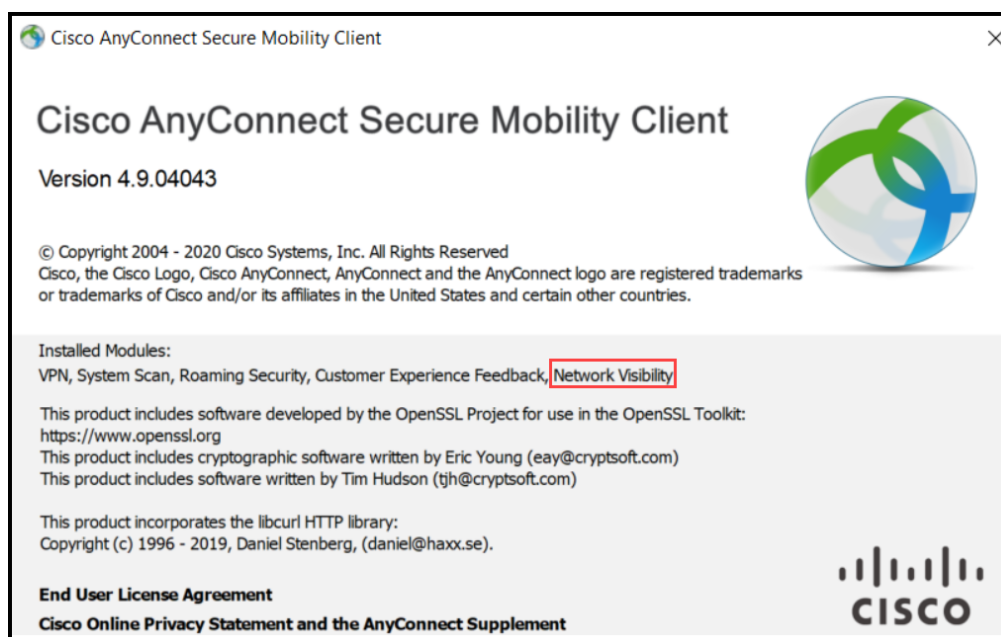 Cisco AnyConnect Secure Mobility Client
Cisco AnyConnect Secure Mobility Client
Version 4.9.04043
© Copyright 2004 - 2020 Cisco Systems, Inc. All Rights Reserved
Cisco, the Cisco Logo, Cisco AnyConnect, AnyConnect and the AnyConnect logo are registered trademarks
or trademarks of Cisco and/or its affiliates in the United States and certain other countries.
Installed Modules:
VPN, System Scan, Roaming Security, Customer Experience Feedback, Network Visibility
This product includes software developed by the OpenSSL Project for use in the OpenSSL Toolkit:
https://www.openssl.org
This product includes cryptographic software written by Eric Young (eay@cryptsoft.com)
This product includes software written by Tim Hudson (tjh@cryptsoft.com)
This product incorporates the libcurl HTTP library:
Copyright (c) 1996 - 2019, Daniel Stenberg, (daniel@haxx.se).
End User License Agreement
Cisco Online Privacy Statement and the AnyConnect Supplement
CISCO